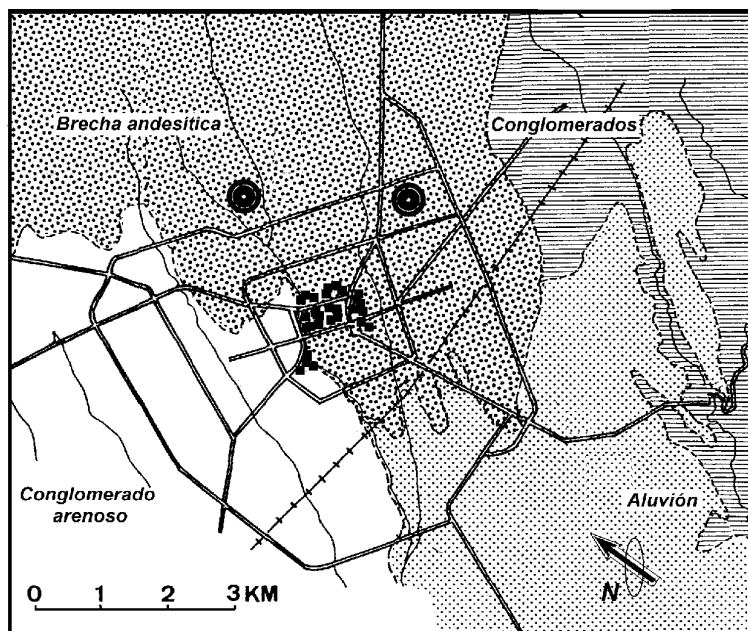 Brecha andesítica
Conglomerados
Conglomerado
arenoso
Aluvión
N
0 1 2 3 KM